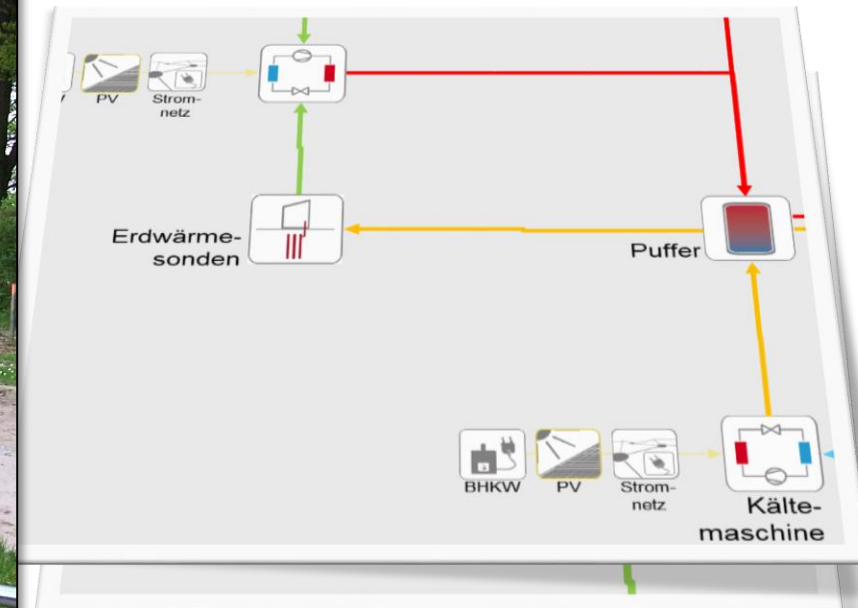 PV
Strom-
netz
Erdwärme-
sonden
Puffer
BHKW
PV
Strom-
netz
Kälte-
maschine